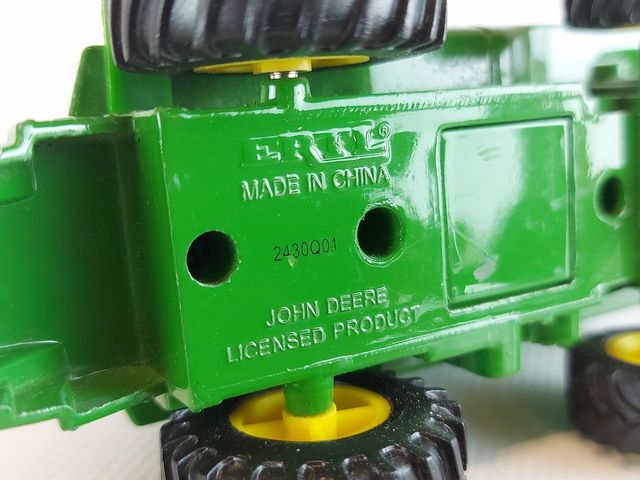 ERTL®
MADE IN CHINA
2430Q01
JOHN DEERE
LICENSED PRODUCT